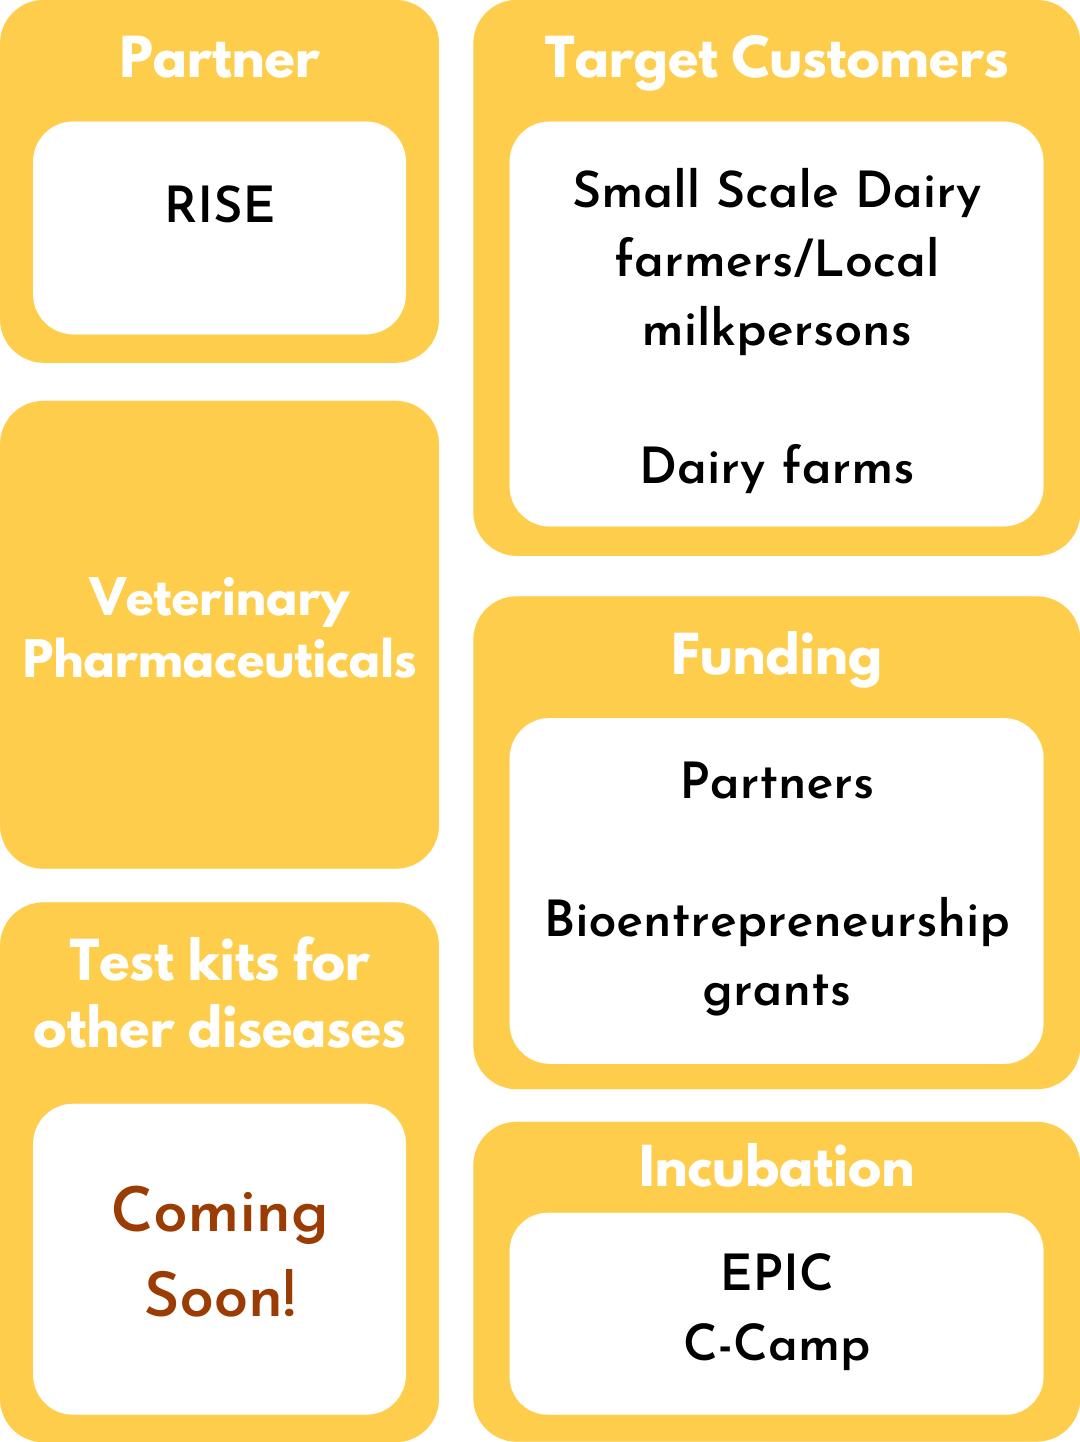 Partner
RISE
Target Customers
Small Scale Dairy
farmers/Local
milkpersons
Dairy farms
Veterinary
Pharmaceuticals
Funding
Partners
Bioentrepreneurship
grants
Test kits for
other diseases
Coming
Soon!
Incubation
EPIC
C-Camp